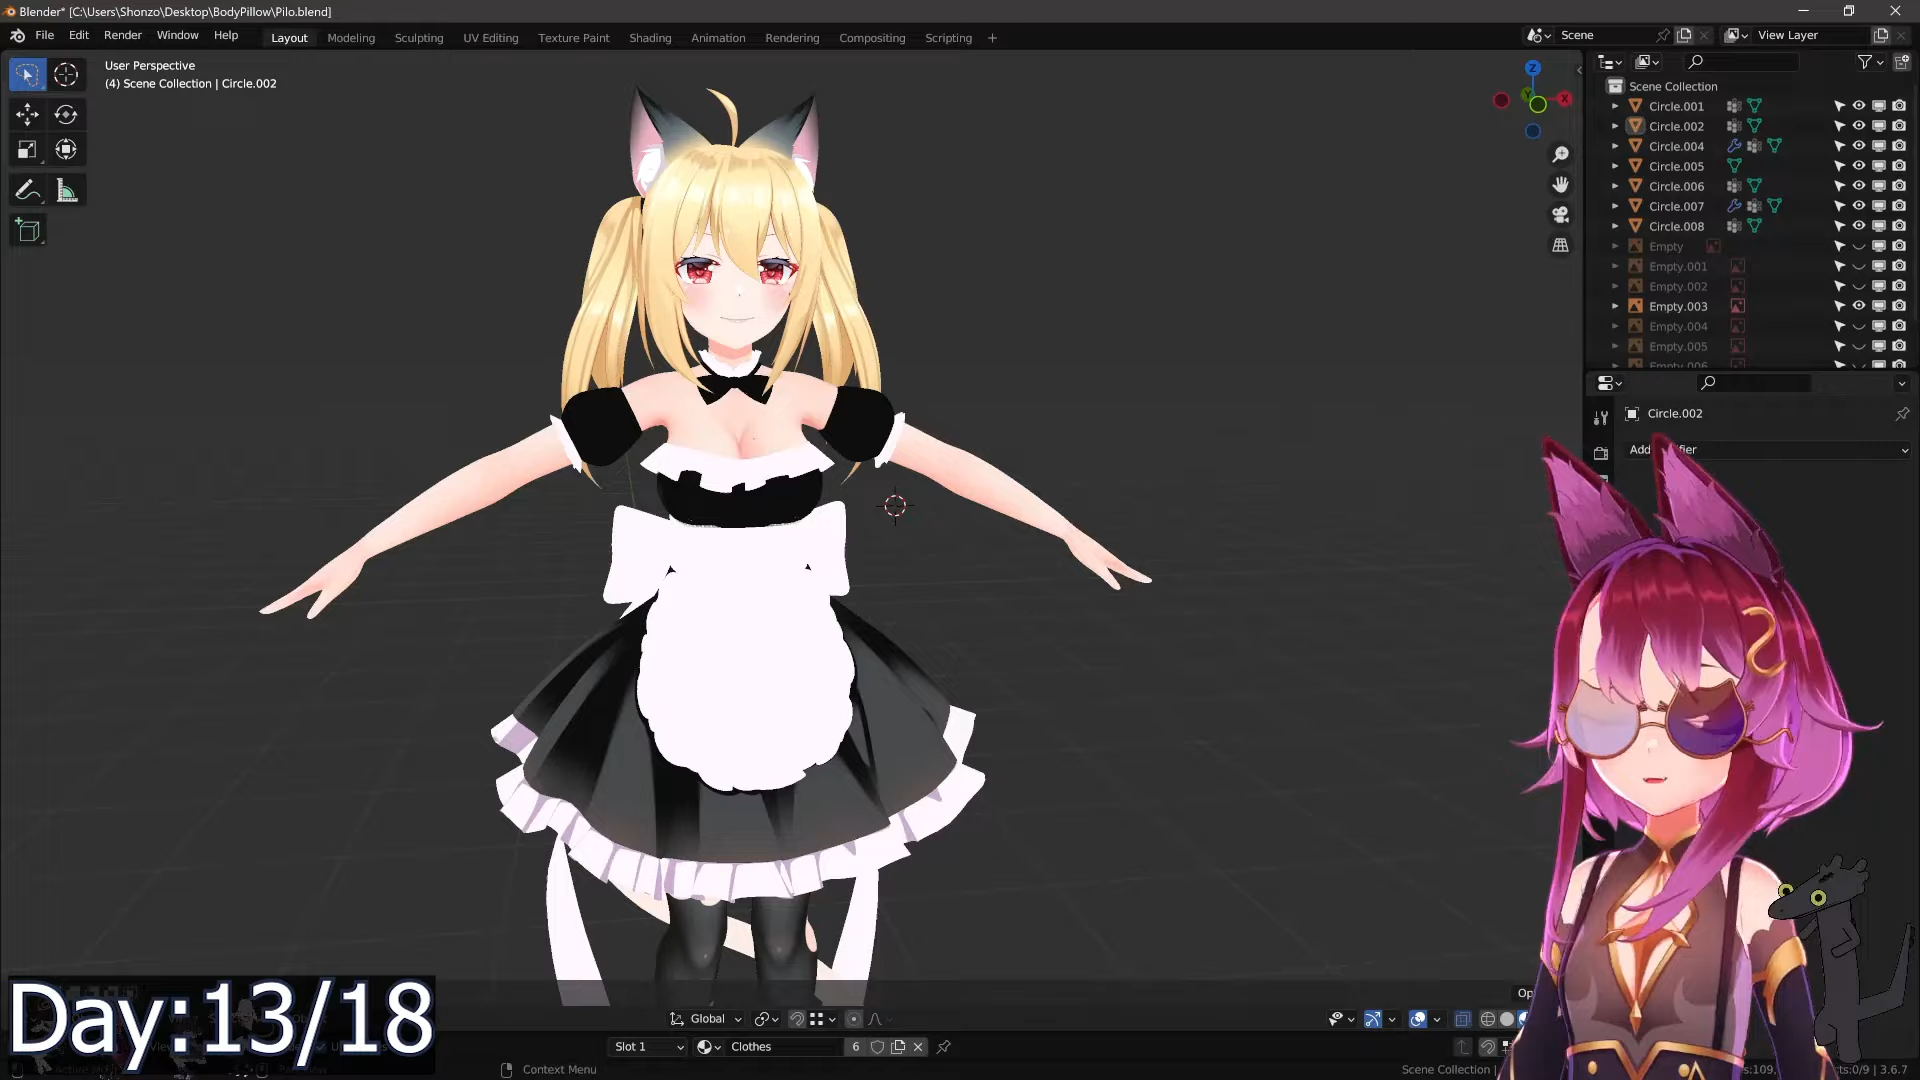 Blender* [C:\Users\Shonzo\Desktop\BodyPillow\Pilo.blend]
File Edit Render Window Help Layout Modeling Sculpting UV Editing Texture Paint Shading Animation Rendering Compositing Scripting + Scene View Layer
User Perspective
(4) Scene Collection | Circle.002
Z
X
Scene Collection
Circle.001
Circle.002
Circle.004
Circle.005
Circle.006
Circle.007
Circle.008
Empty
Empty.001
Empty.002
Empty.003
Empty.004
Empty.005
Empty.006
Circle.002
Day:13/18
Global
Slot 1 Clothes 6
Context Menu
Scene Collection |
3.6.7